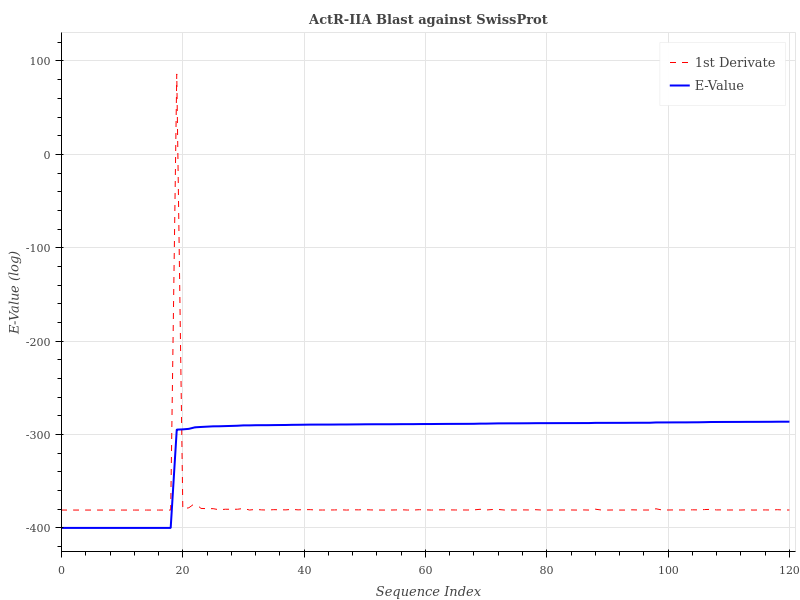 ActR-IIA Blast against SwissProt
1st Derivate
E-Value
E-Value (log)
100
0
-100
-200
-300
-400
0 20 40 60 80 100 120
Sequence Index